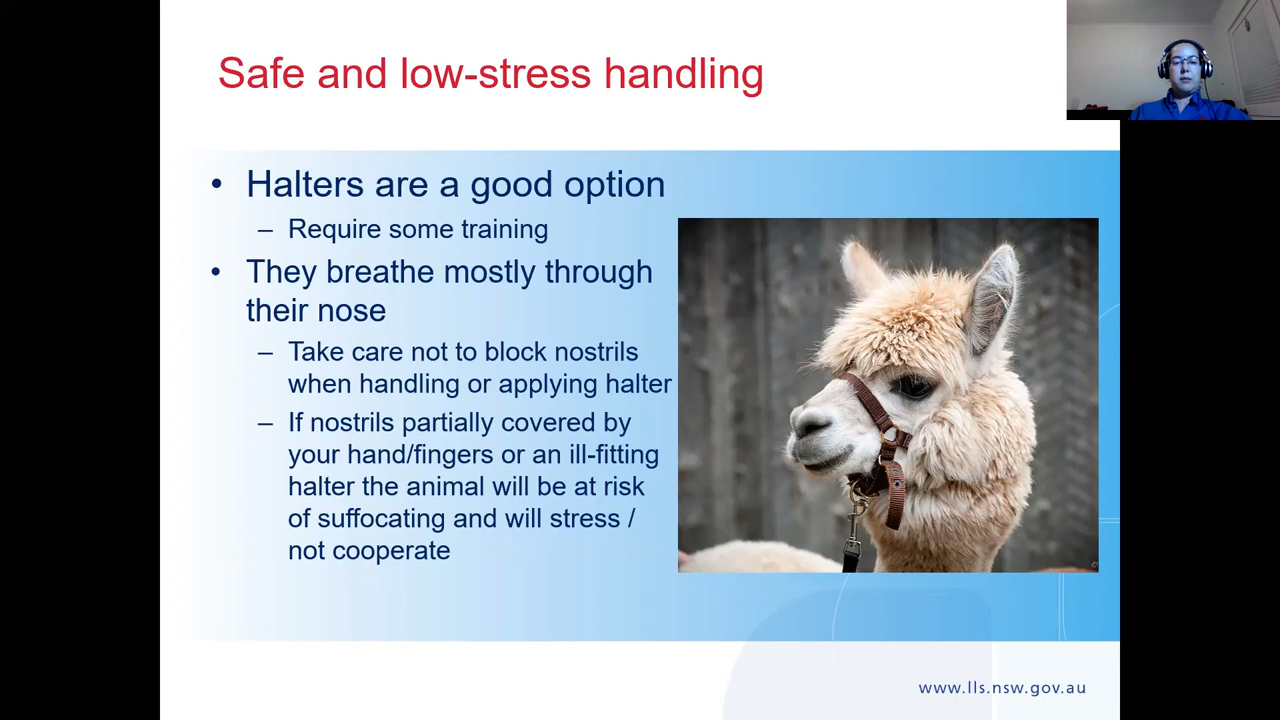 Safe and low-stress handling
• Halters are a good option
– Require some training
• They breathe mostly through
their nose
– Take care not to block nostrils
when handling or applying halter
– If nostrils partially covered by
your hand/fingers or an ill-fitting
halter the animal will be at risk
of suffocating and will stress /
not cooperate
www.lls.nsw.gov.au